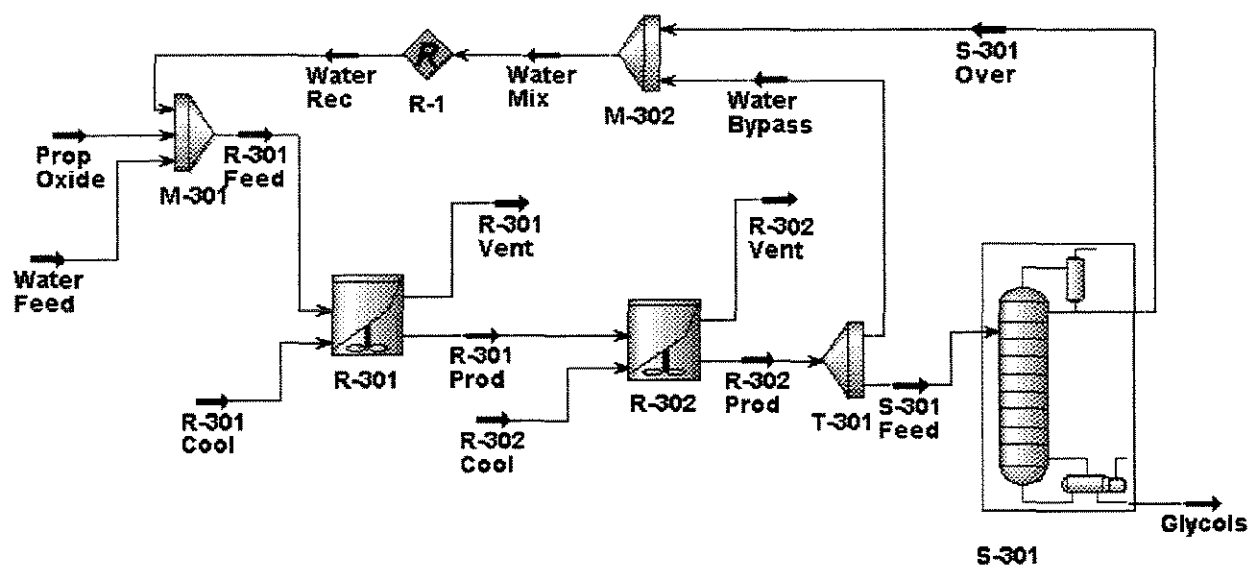 S-301
Over
Water
Rec
R
R-1
Water
Mix
M-302
Water
Bypass
Prop
Oxide
M-301
R-301
Feed
Water
Feed
R-301
Vent
R-302
Vent
R-301
R-301
Prod
R-302
R-302
Prod
T-301
S-301
Feed
R-301
Cool
R-302
Cool
Glycols
S-301